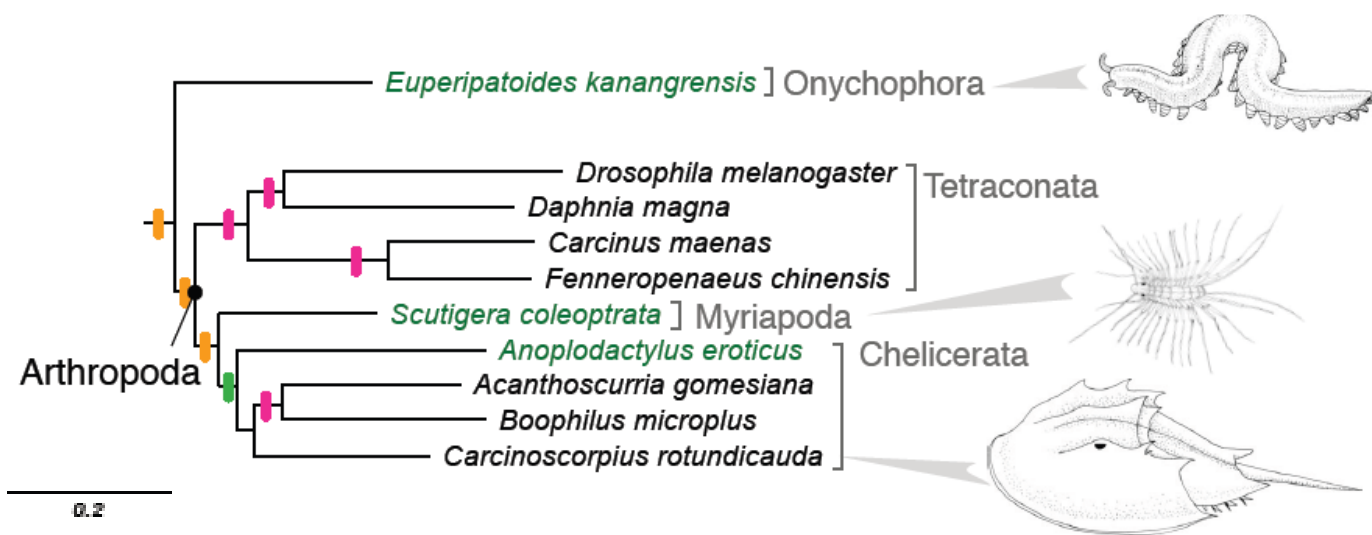 Euperipatoides kanangrensis Onychophora
Drosophila melanogaster
Tetraconata
Daphnia magna
Carcinus maenas
Fenneropenaeus chinensis
Scutigera coleoptrata Myriapoda
Anoplodactylus eroticus Chelicerata
Arthropoda
Acanthoscurria gomesiana
Boophilus microplus
Carcinoscorpius rotundicauda
0.2